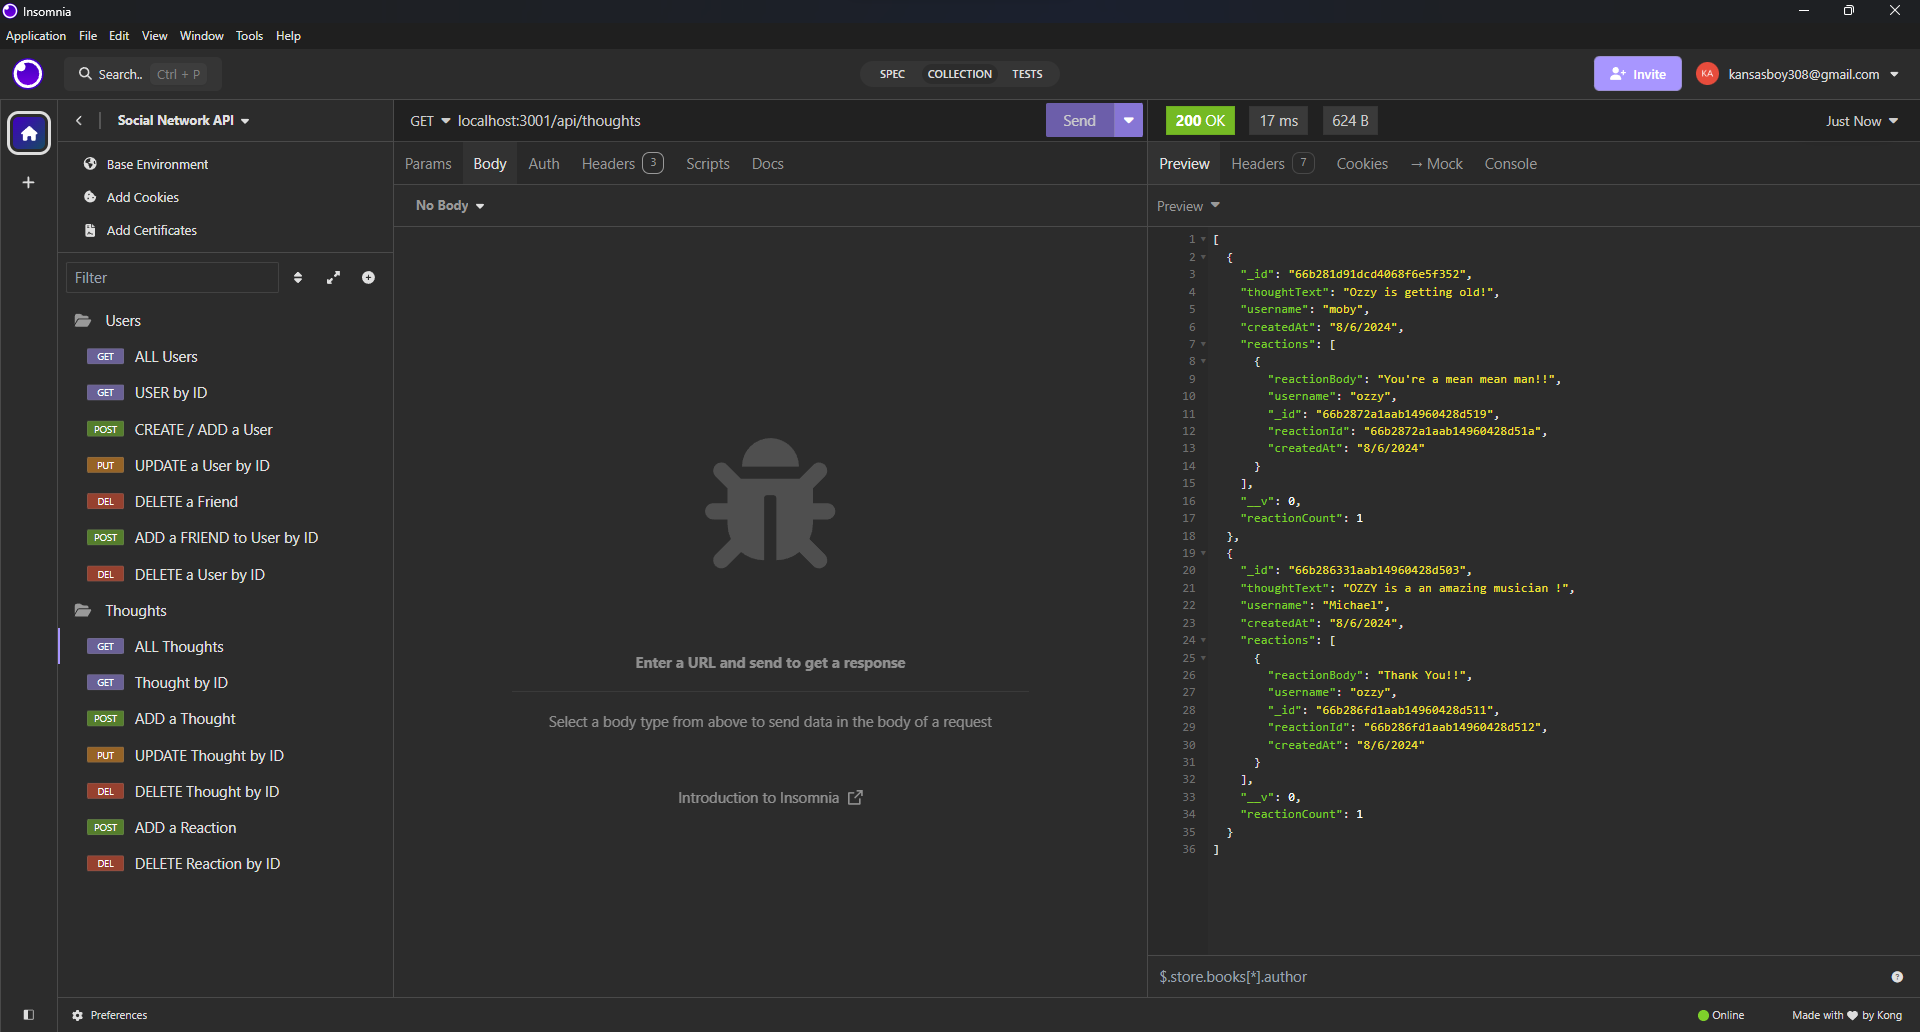 Insomnia
Application File Edit View Window Tools Help
Search.. Ctrl + P
SPEC COLLECTION TESTS
Invite
KA kansasboy308@gmail.com
Social Network API
Base Environment
Add Cookies
Add Certificates
Filter
Users
GET ALL Users
GET USER by ID
POST CREATE / ADD a User
PUT UPDATE a User by ID
DEL DELETE a Friend
POST ADD a FRIEND to User by ID
DEL DELETE a User by ID
Thoughts
GET ALL Thoughts
GET Thought by ID
POST ADD a Thought
PUT UPDATE Thought by ID
DEL DELETE Thought by ID
POST ADD a Reaction
DEL DELETE Reaction by ID
GET localhost:3001/api/thoughts
Send
Params Body Auth Headers 3 Scripts Docs
No Body
Enter a URL and send to get a response
Select a body type from above to send data in the body of a request
Introduction to Insomnia
200 OK 17 ms 624 B Just Now
Preview Headers 7 Cookies → Mock Console
Preview
1 [
2 {
3 "_id": "66b281d91dcd4068f6e5f352",
4 "thoughtText": "Ozzy is getting old!",
5 "username": "moby",
6 "createdAt": "8/6/2024",
7 "reactions": [
8 {
9 "reactionBody": "You're a mean mean man!!",
10 "username": "ozzy",
11 "_id": "66b2872a1aab14960428d519",
12 "reactionId": "66b2872a1aab14960428d51a",
13 "createdAt": "8/6/2024"
14 }
15 ],
16 "__v": 0,
17 "reactionCount": 1
18 },
19 {
20 "_id": "66b286331aab14960428d503",
21 "thoughtText": "OZZY is a an amazing musician !",
22 "username": "Michael",
23 "createdAt": "8/6/2024",
24 "reactions": [
25 {
26 "reactionBody": "Thank You!!",
27 "username": "ozzy",
28 "_id": "66b286fd1aab14960428d511",
29 "reactionId": "66b286fd1aab14960428d512",
30 "createdAt": "8/6/2024"
31 }
32 ],
33 "__v": 0,
34 "reactionCount": 1
35 }
36 ]
$.store.books[*].author
Preferences
Online
Made with ♥ by Kong